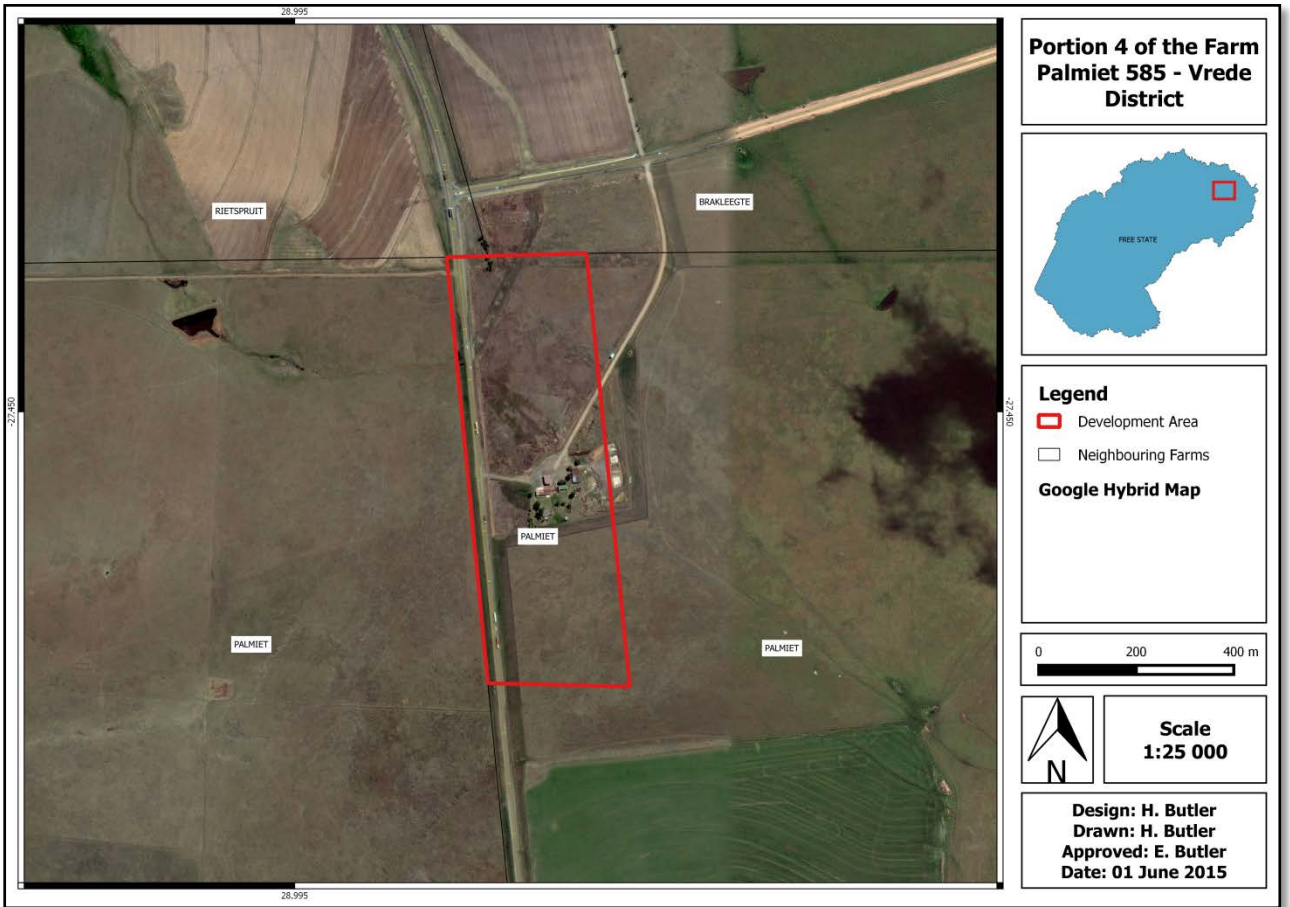 28.995
Portion 4 of the Farm
Palmiet 585 - Vrede
District
RIETSPRUIT
BRAKLEEGTE
FREE STATE
-27.450
-27.450
Legend
Development Area
Neighbouring Farms
Google Hybrid Map
PALMIET
PALMIET
PALMIET
0 200 400 m
N
Scale
1:25 000
Design: H. Butler
Drawn: H. Butler
Approved: E. Butler
Date: 01 June 2015
28.995